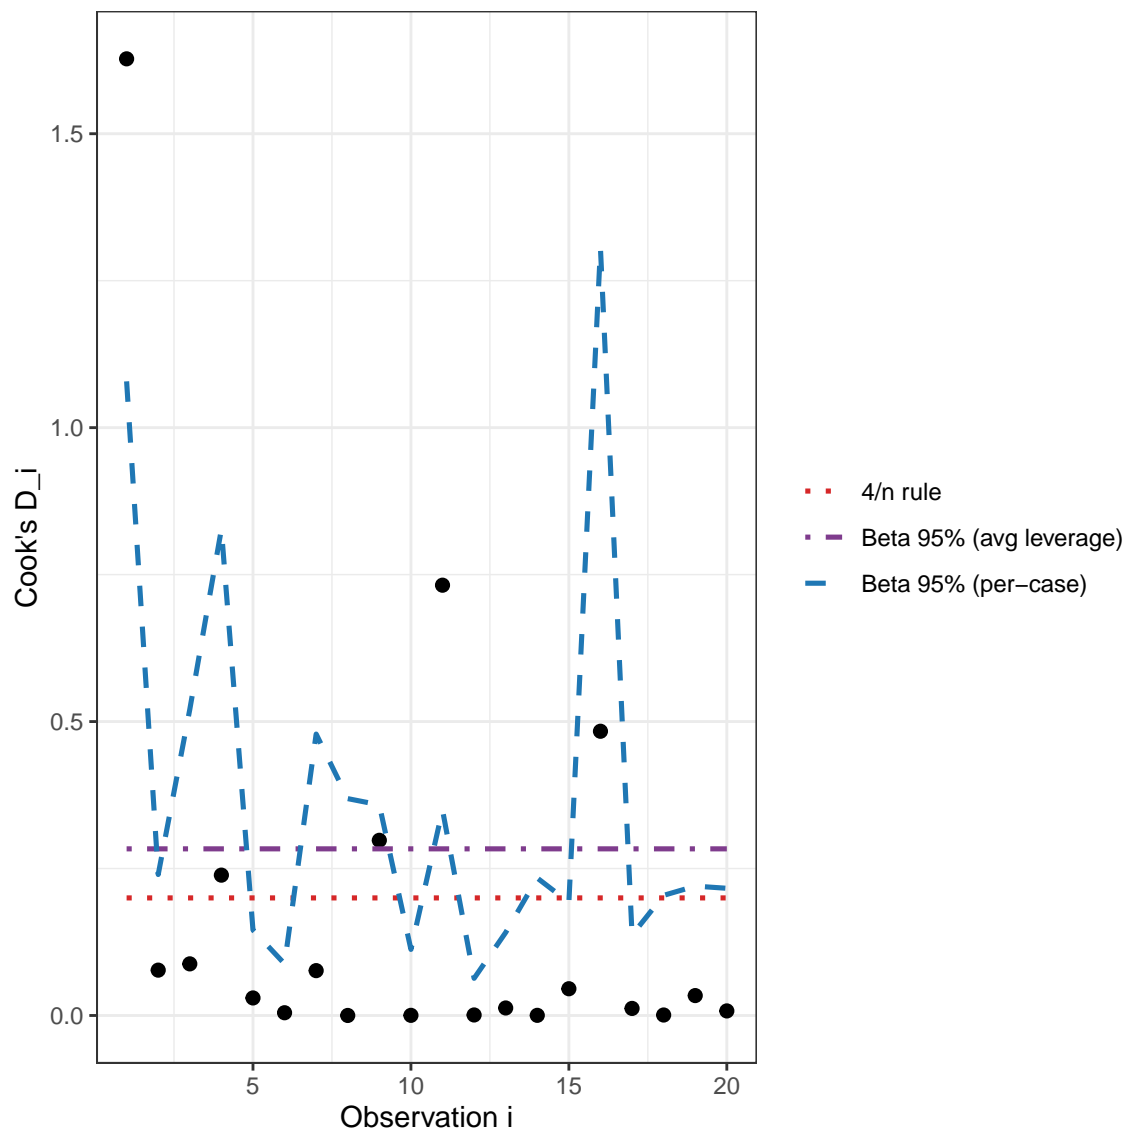 1.5
1.0
0.5
0.0
5
10
15
20
Observation i
Cook's D_i
4/n rule
Beta 95% (avg leverage)
Beta 95% (per−case)